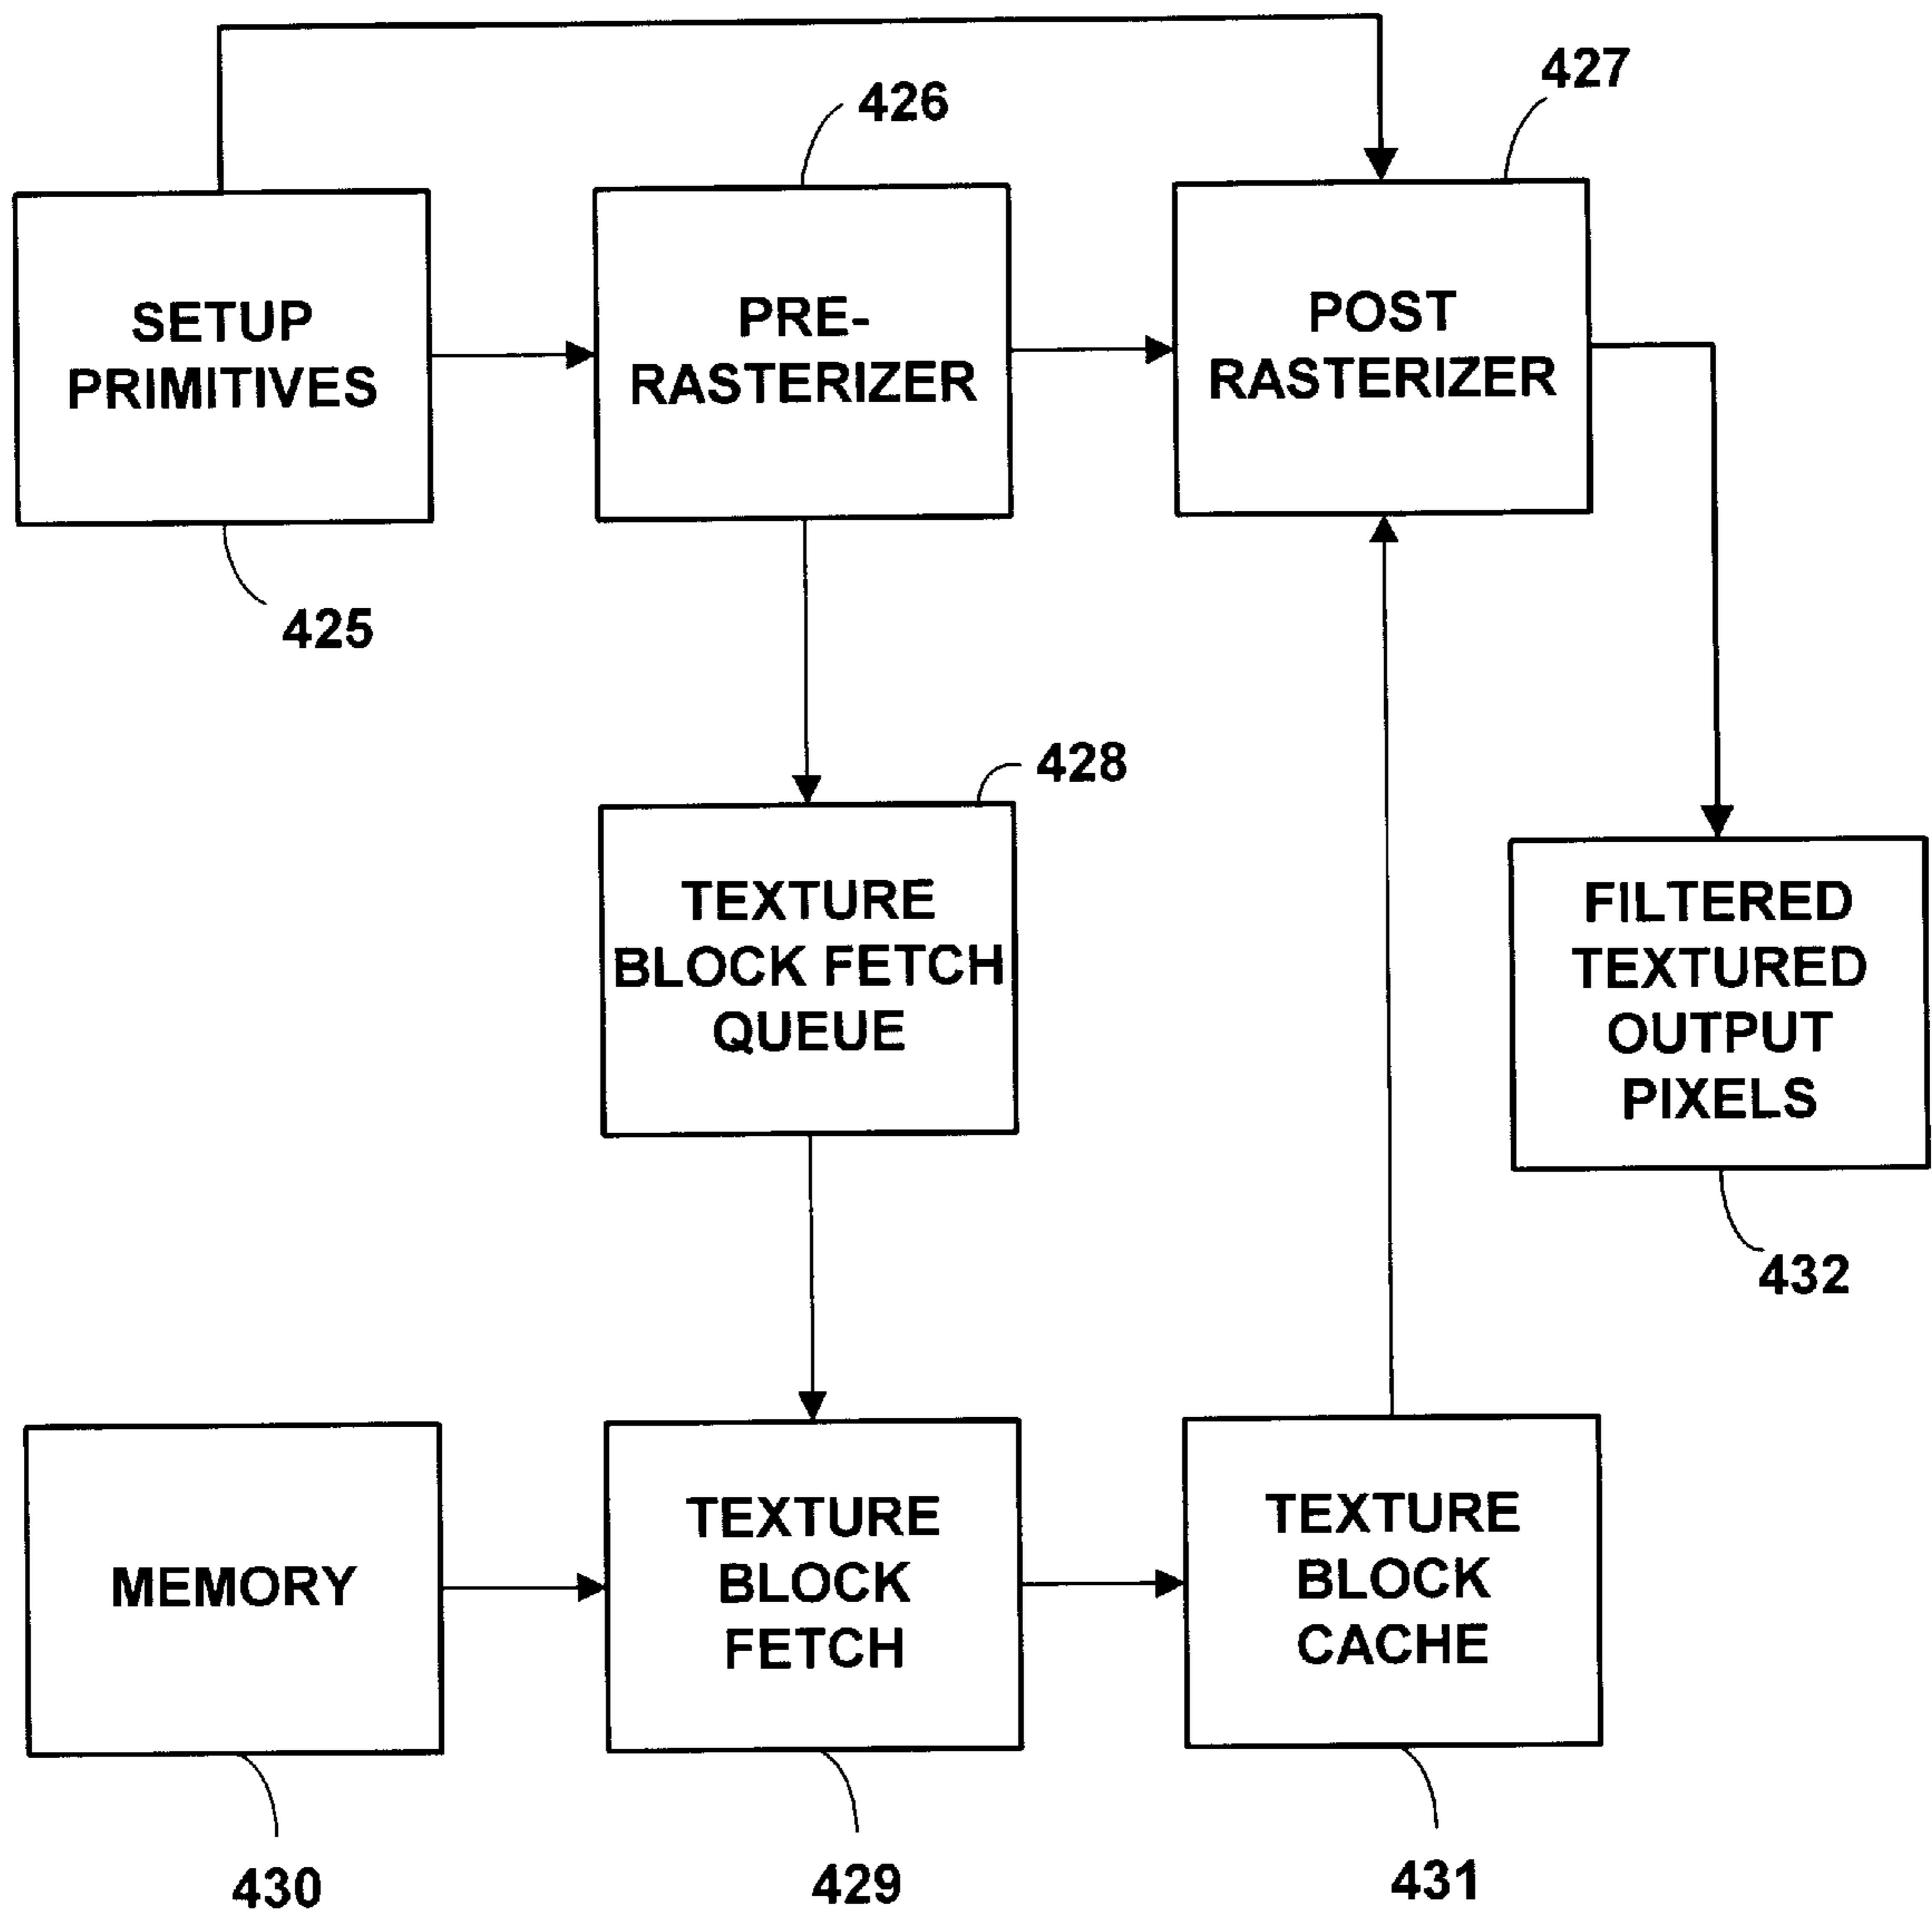 427
426
SETUP
PRIMITIVES
PRE-
RASTERIZER
POST
RASTERIZER
425
428
TEXTURE
BLOCK FETCH
QUEUE
FILTERED
TEXTURED
OUTPUT
PIXELS
432
MEMORY
TEXTURE
BLOCK
FETCH
TEXTURE
BLOCK
CACHE
430
429
431